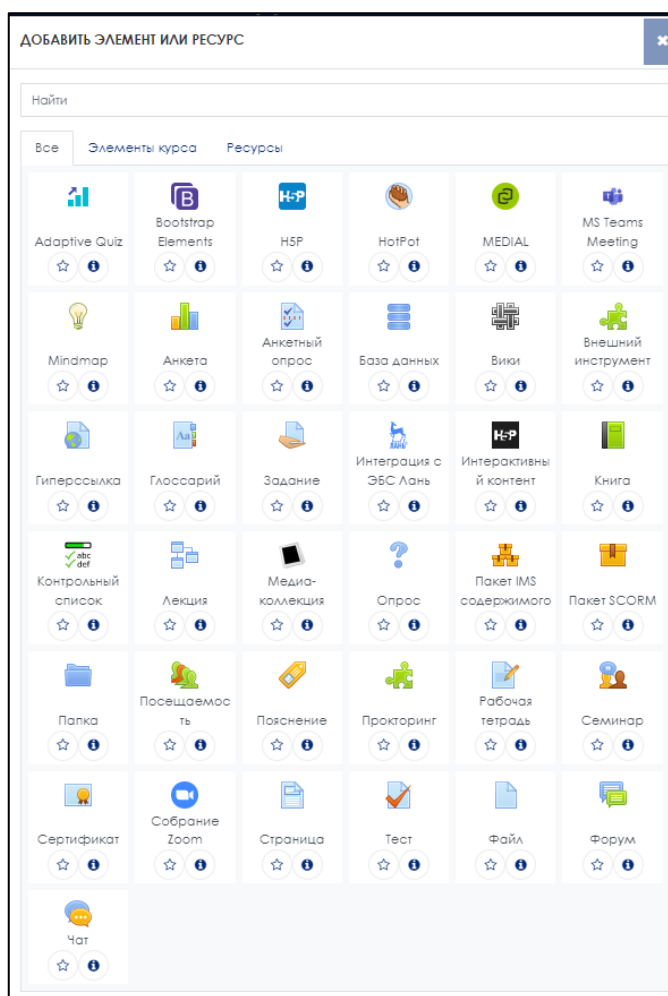 ДОБАВИТЬ ЭЛЕМЕНТ ИЛИ РЕСУРС
Найти
Все Элементы курса Ресурсы
Adaptive Quiz
Bootstrap
Elements
H5P
HotPot
MEDIAL
MS Teams
Meeting
Mindmap
Анкета
Анкетный
опрос
База данных
Вики
Внешний
инструмент
Гиперссылка
Глоссарий
Задание
Интеграция с
ЭБС Лань
Интерактивны
й контент
Книга
Контрольный
список
Лекция
Медиа-
коллекция
Опрос
Пакет IMS
содержимого
Пакет SCORM
Папка
Посещаемос
ть
Пояснение
Прокторинг
Рабочая
тетрадь
Семинар
Сертификат
Собрание
Zoom
Страница
Тест
Файл
Форум
Чат